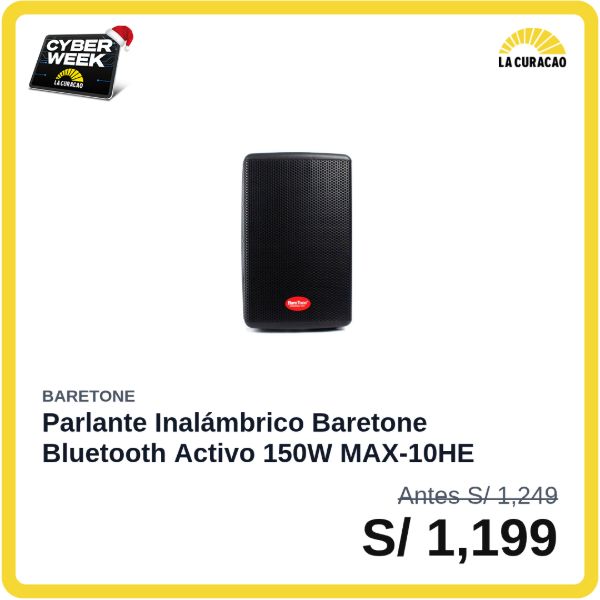 CYBER
WEEK
LA CURACAO
LA CURACAO
BareTone
BARETONE
Parlante Inalámbrico Baretone
Bluetooth Activo 150W MAX-10HE
Antes S/ 1,249
S/ 1,199